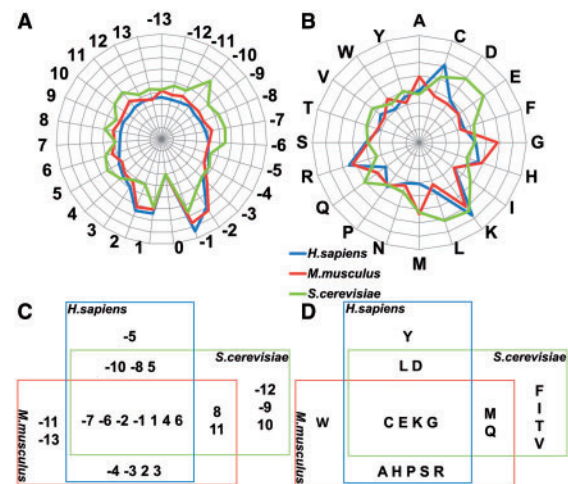 A
-13
-12
-11
-10
-9
-8
-7
-6
-5
-4
-3
-2
-1
0
1
2
3
4
5
6
7
8
9
10
11
12
13
B
A
C
D
E
F
G
H
I
K
L
M
N
P
Q
R
S
T
V
W
Y
H.sapiens
M.musculus
S.cerevisiae
C
H.sapiens
-5
S.cerevisiae
-10 -8 5
M.musculus
-11
-13
-7 -6 -2 -1 1 4 6
8
11
-12
-9
10
-4 -3 2 3
D
H.sapiens
Y
S.cerevisiae
L D
M.musculus
W
C E K G
M
Q
F
I
T
V
A H P S R